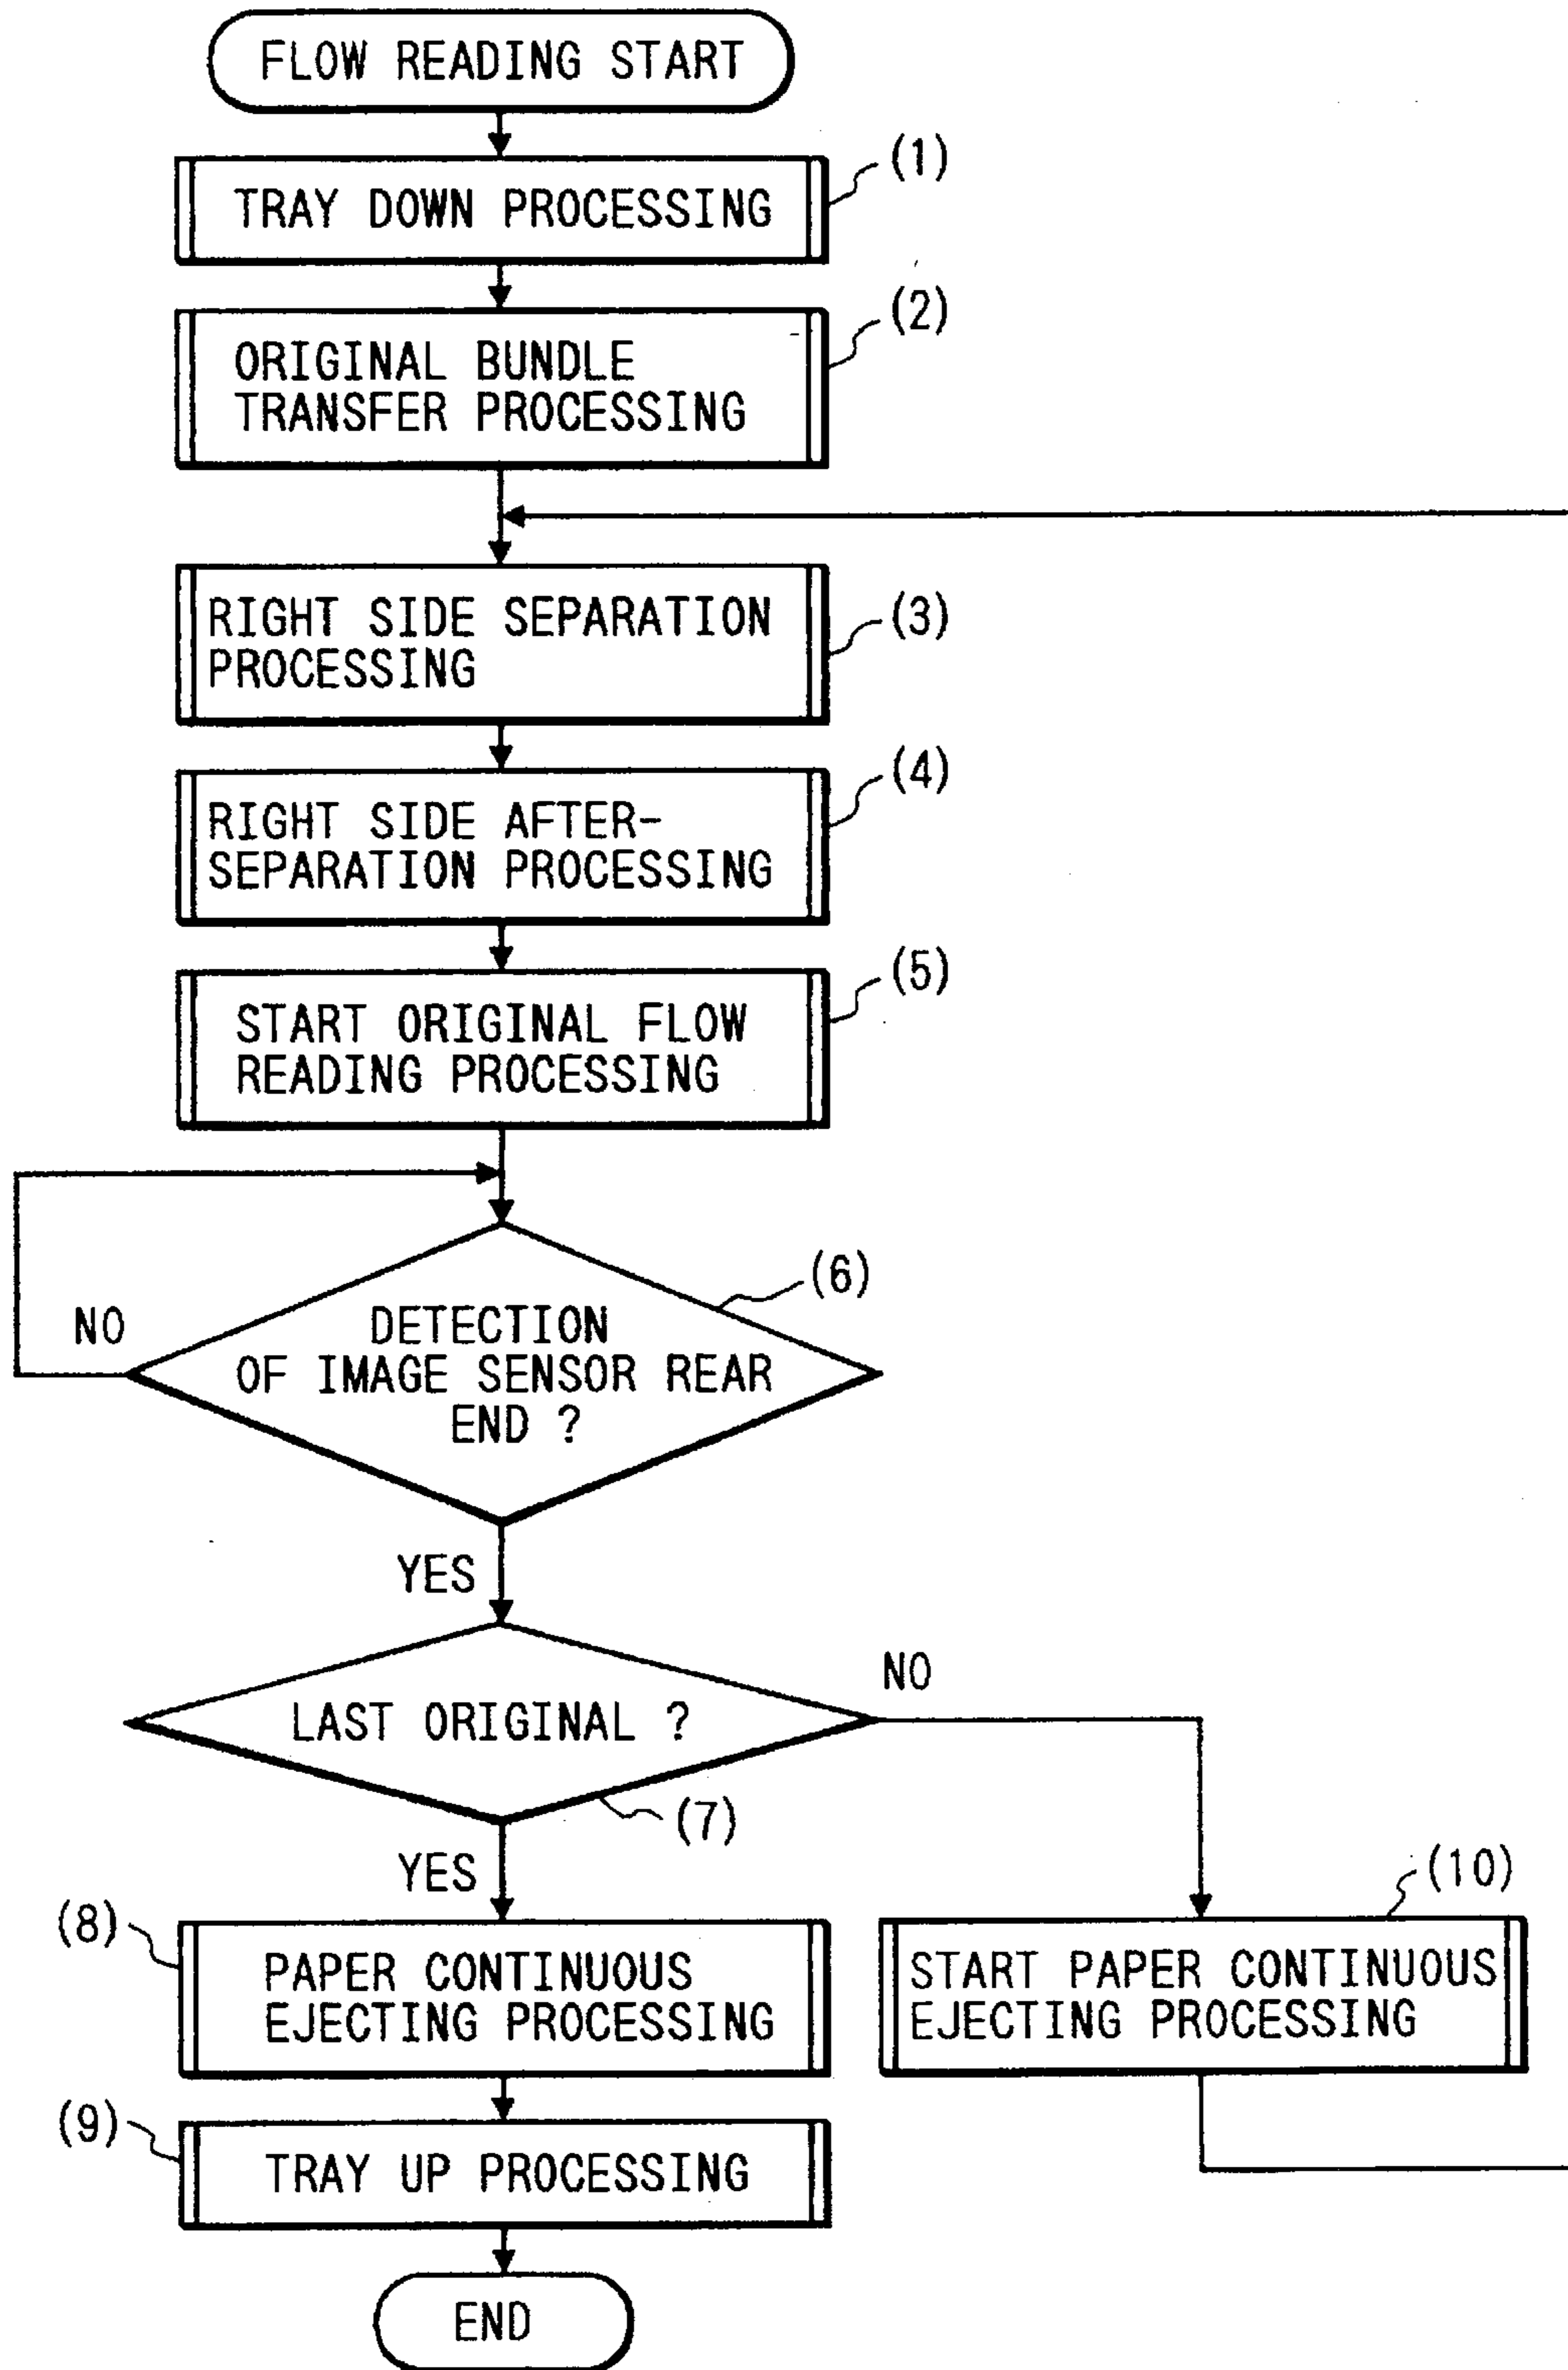 FLOW READING START
(1)
TRAY DOWN PROCESSING
(2)
ORIGINAL BUNDLE
TRANSFER PROCESSING
(3)
RIGHT SIDE SEPARATION
PROCESSING
(4)
RIGHT SIDE AFTER-
SEPARATION PROCESSING
(5)
START ORIGINAL FLOW
READING PROCESSING
(6)
NO
DETECTION
OF IMAGE SENSOR REAR
END ?
YES
NO
LAST ORIGINAL ?
(7)
YES
(8)
PAPER CONTINUOUS
EJECTING PROCESSING
(10)
START PAPER CONTINUOUS
EJECTING PROCESSING
(9)
TRAY UP PROCESSING
END